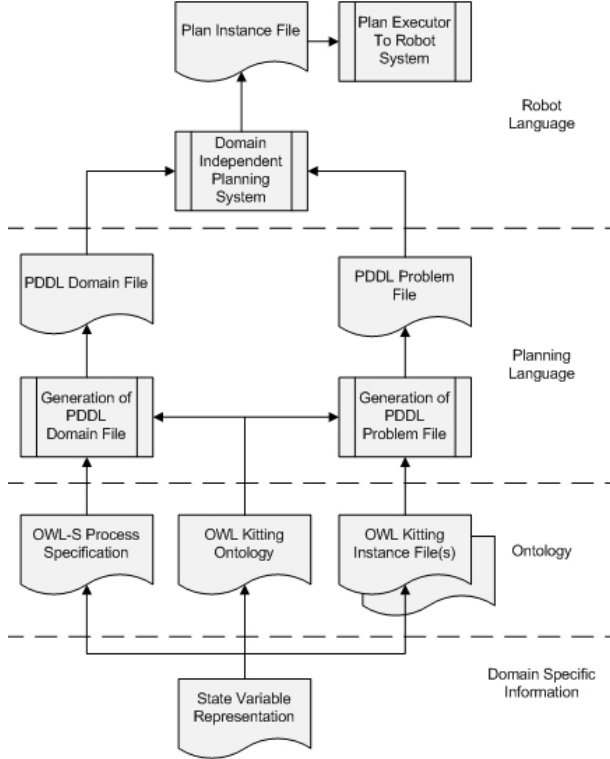 Plan Instance File
Plan Executor
To Robot
System
Robot
Language
Domain
Independent
Planning
System
PDDL Domain File
PDDL Problem
File
Planning
Language
Generation of
PDDL
Domain File
Generation of
PDDL
Problem File
OWL-S Process
Specification
OWL Kitting
Ontology
OWL Kitting
Instance File(s)
Ontology
Domain Specific
Information
State Variable
Representation